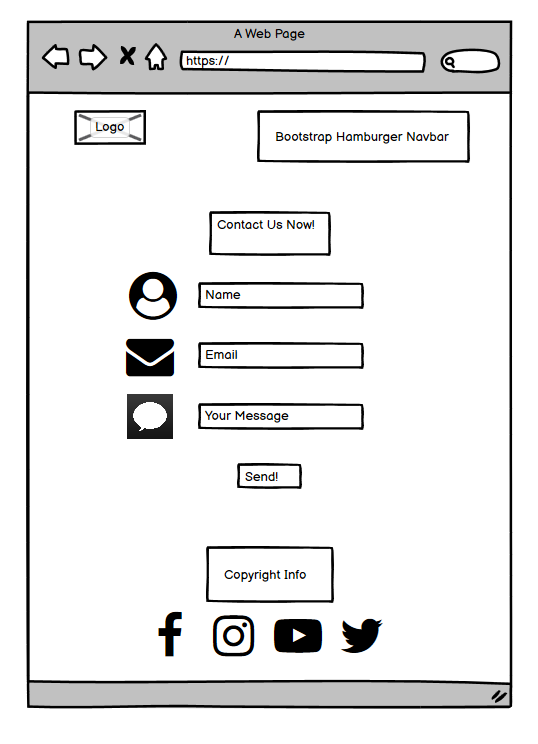 A Web Page
https://
Logo
Bootstrap Hamburger Navbar
Contact Us Now!
Name
Email
Your Message
Send!
Copyright Info